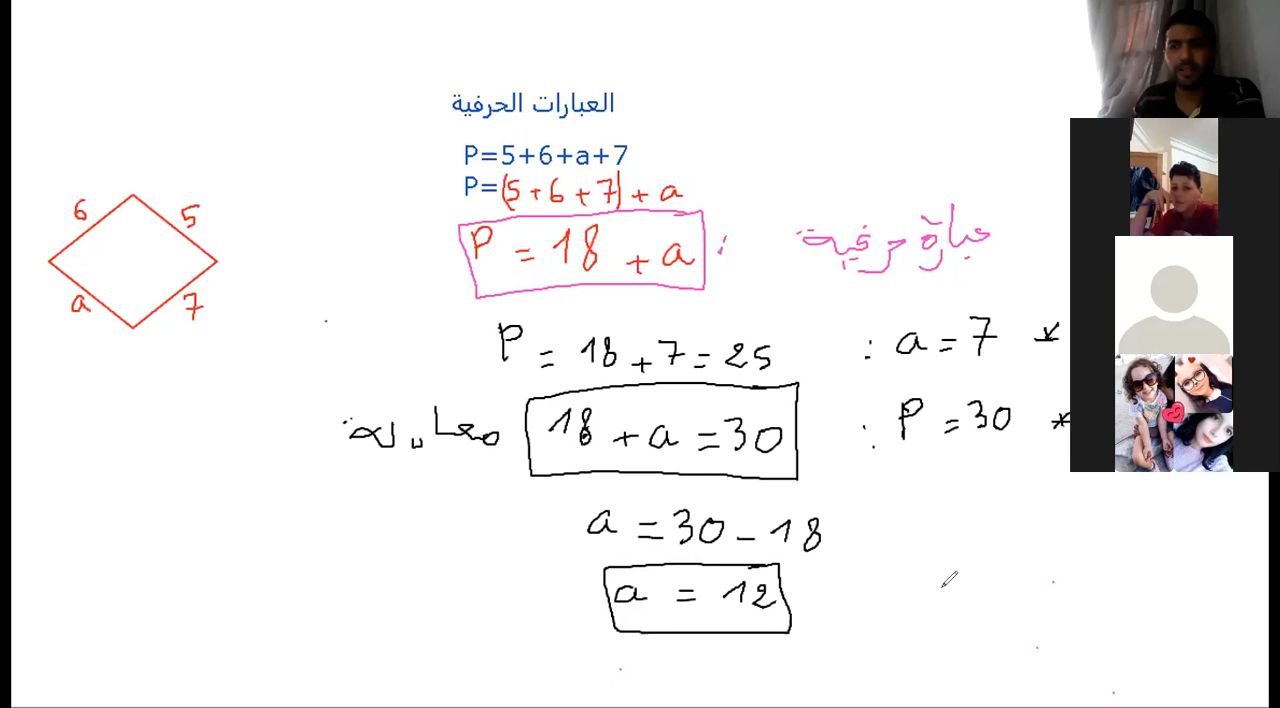 العبارات الحرفية
P=5+6+a+7
P=(5+6+7)+a
P=18+a : عبارة حرفية
6
5
a
7
* a=7 : P=18+7=25
* P=30 : 18+a=30 معادلة
a=30-18
a=12